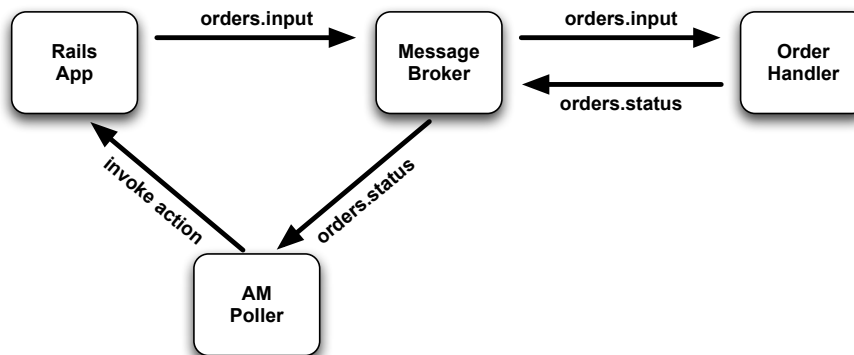 orders.input
orders.input
Rails
App
Message
Broker
Order
Handler
orders.status
invoke action
orders.status
AM
Poller